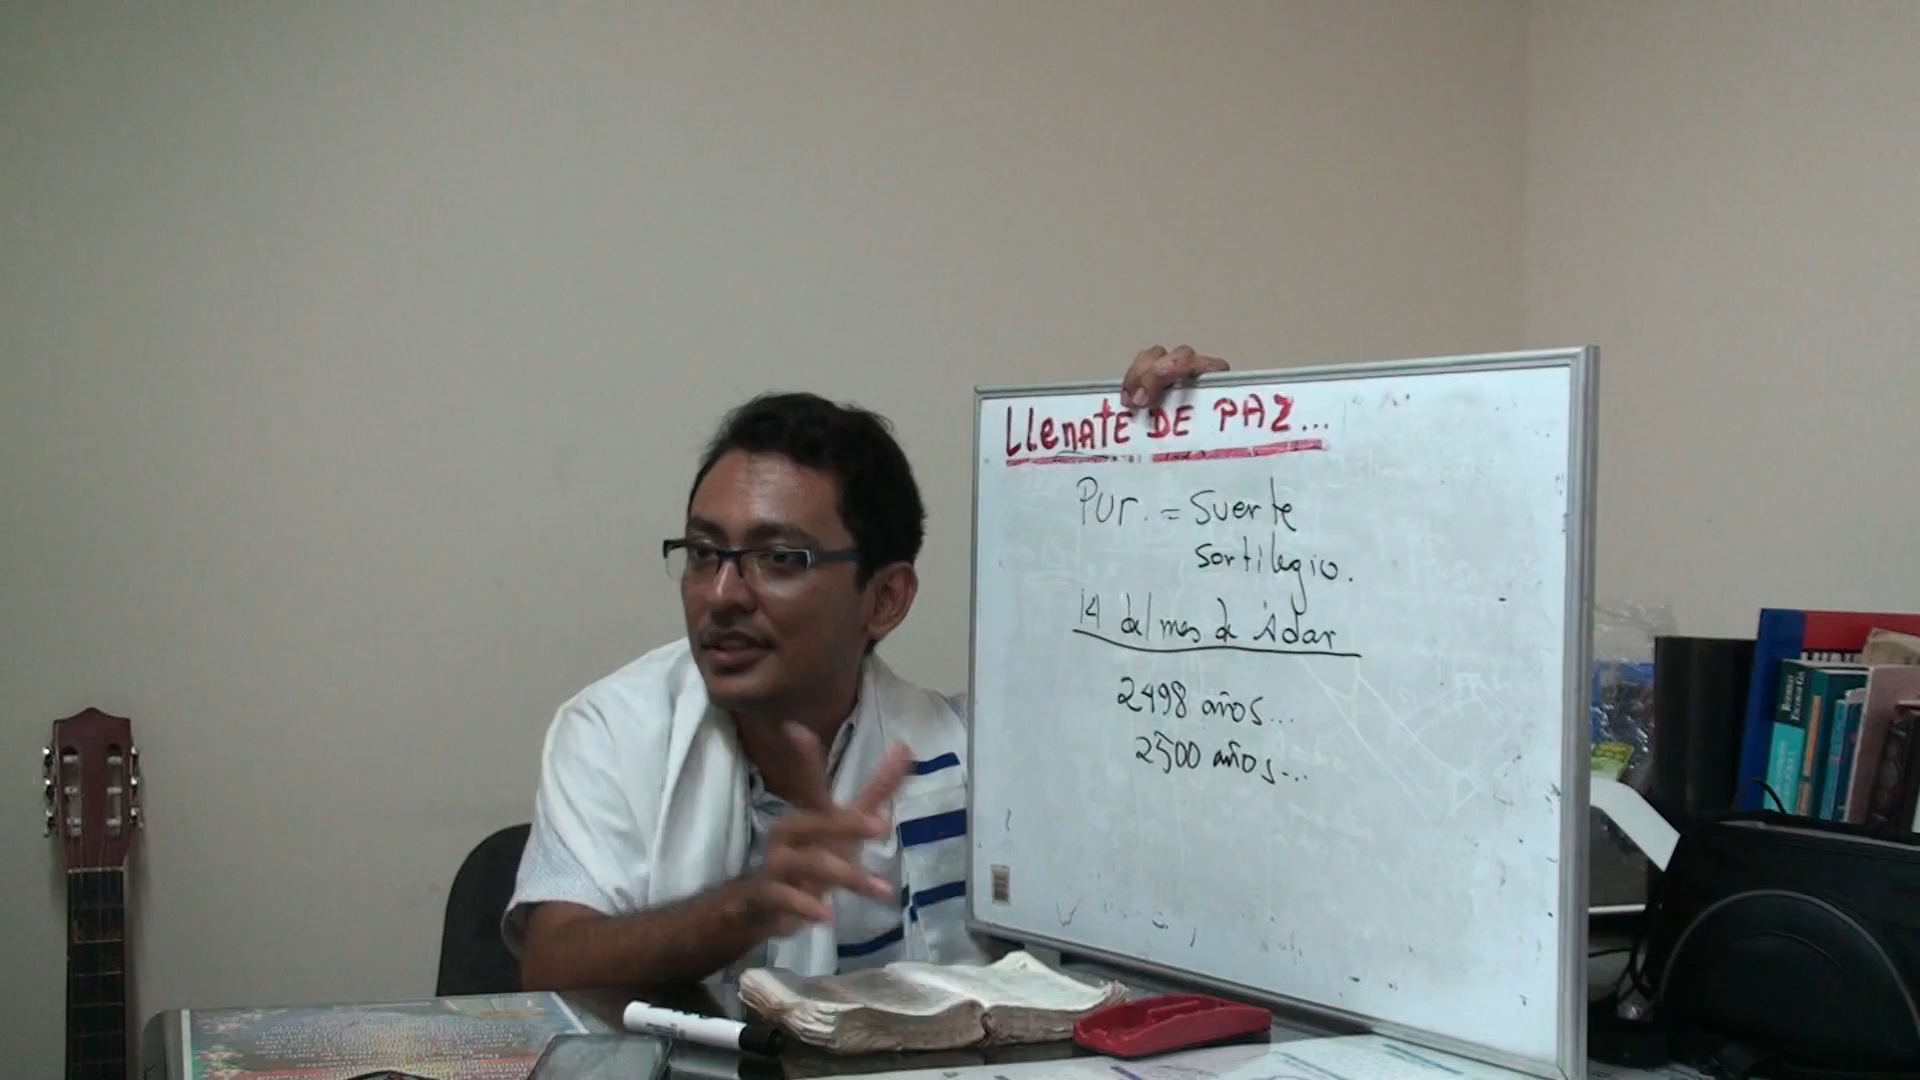 Llenate DE PAZ...
Pur. = Suerte
sortilegio.
14 del mes de Adar
2498 años...
2500 años...